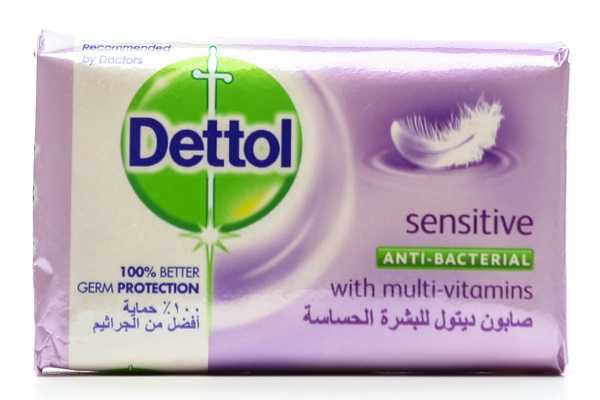 Recommended
by Doctors
Dettol
sensitive
ANTI-BACTERIAL
with multi-vitamins
صابون ديتول للبشرة الحساسة
100% BETTER
GERM PROTECTION
١٠٠٪ حماية
أفضل من الجراثيم